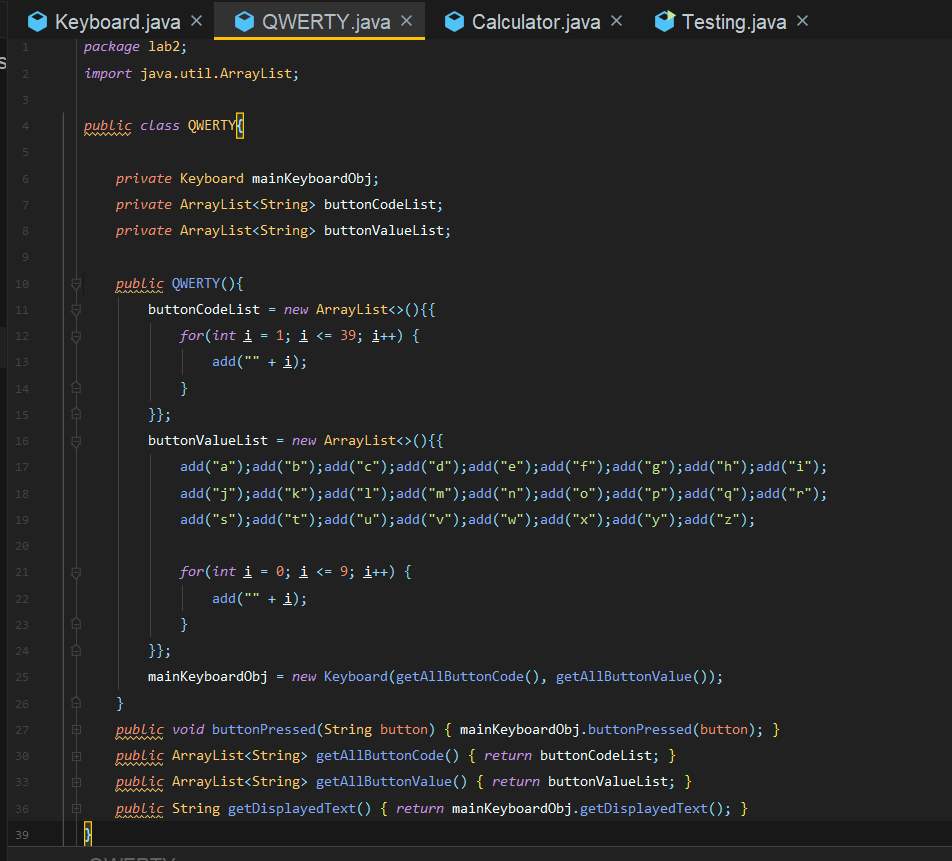 Keyboard.java × QWERTY.java × Calculator.java × Testing.java ×
1 package lab2;
2 import java.util.ArrayList;
3
4 public class QWERTY{
5
6 private Keyboard mainKeyboardObj;
7 private ArrayList<String> buttonCodeList;
8 private ArrayList<String> buttonValueList;
9
10 public QWERTY(){
11 buttonCodeList = new ArrayList<>(){{
12 for(int i = 1; i <= 39; i++) {
13 add("" + i);
14 }
15 }};
16 buttonValueList = new ArrayList<>(){{
17 add("a");add("b");add("c");add("d");add("e");add("f");add("g");add("h");add("i");
18 add("j");add("k");add("l");add("m");add("n");add("o");add("p");add("q");add("r");
19 add("s");add("t");add("u");add("v");add("w");add("x");add("y");add("z");
20
21 for(int i = 0; i <= 9; i++) {
22 add("" + i);
23 }
24 }};
25 mainKeyboardObj = new Keyboard(getAllButtonCode(), getAllButtonValue());
26 }
27 public void buttonPressed(String button) { mainKeyboardObj.buttonPressed(button); }
30 public ArrayList<String> getAllButtonCode() { return buttonCodeList; }
33 public ArrayList<String> getAllButtonValue() { return buttonValueList; }
36 public String getDisplayedText() { return mainKeyboardObj.getDisplayedText(); }
39 }
QWERTY